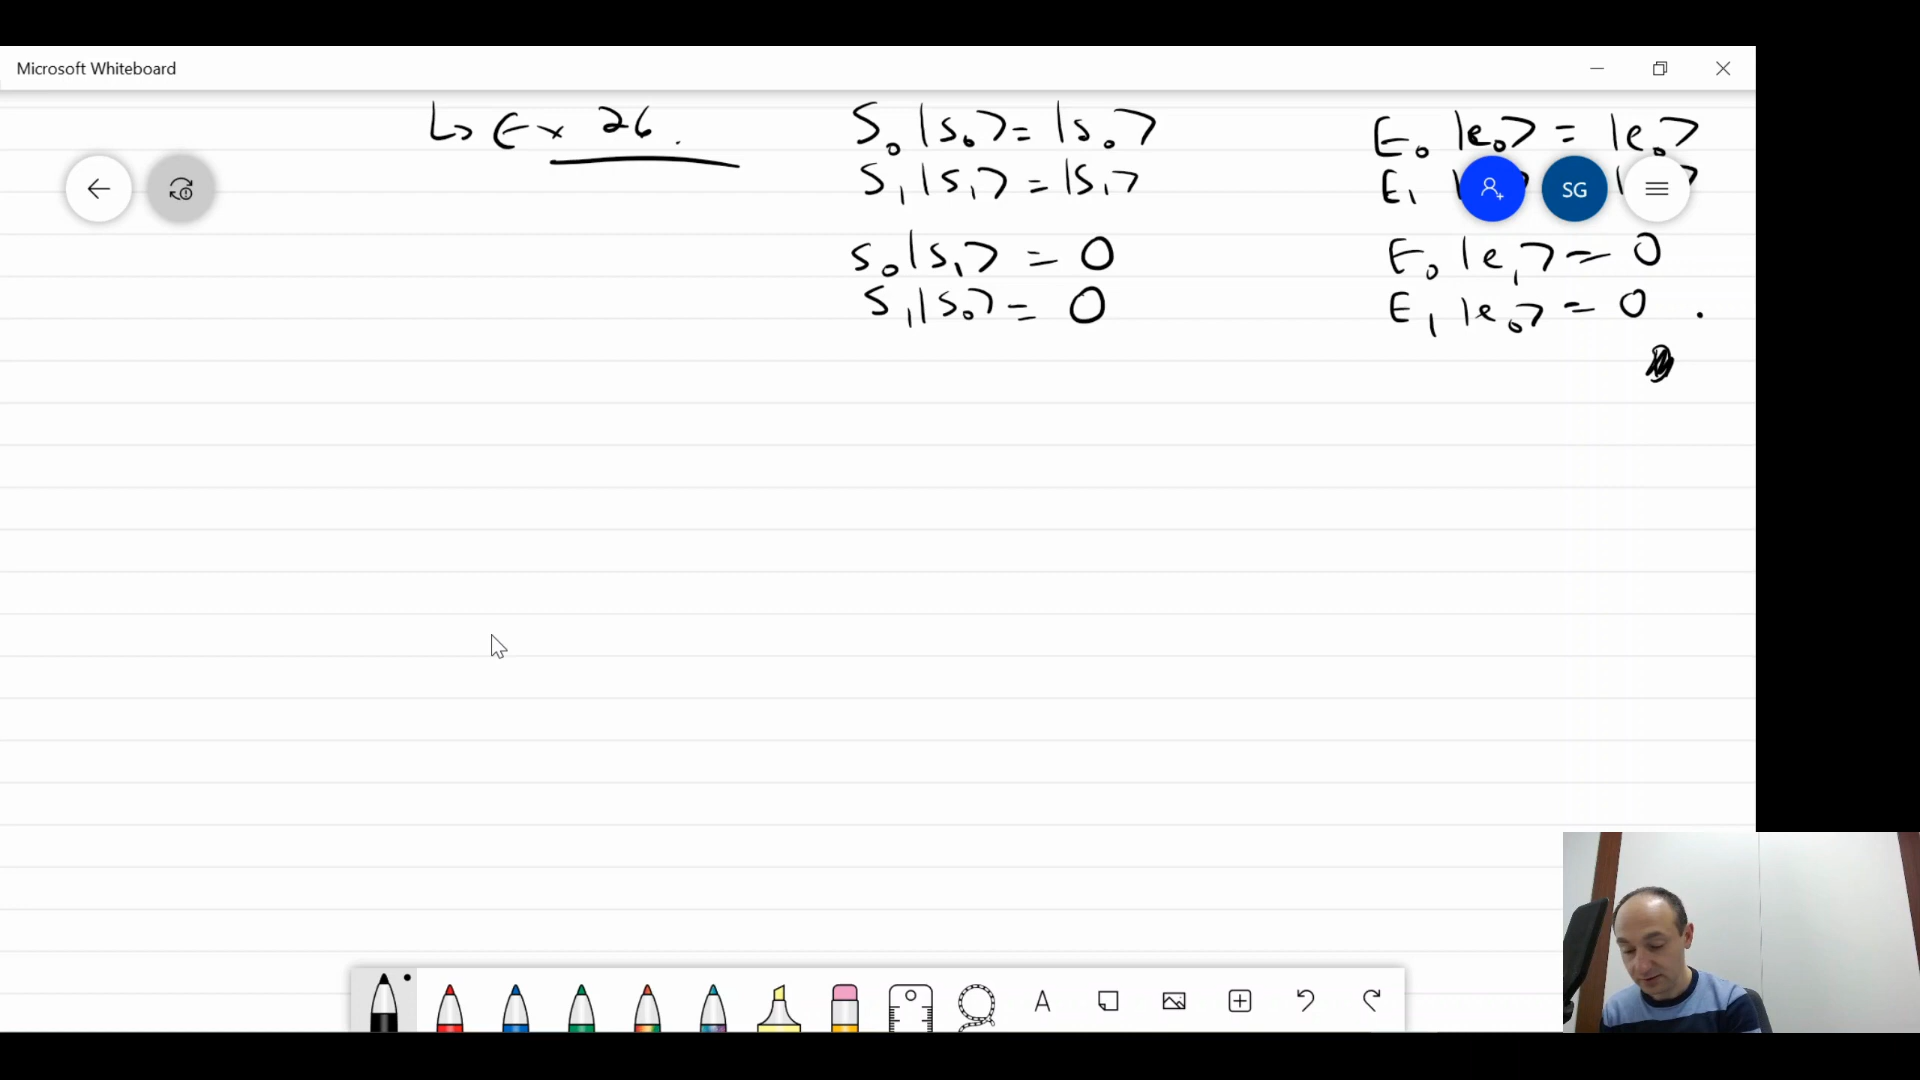 Microsoft Whiteboard
↳ Ex 26.
S₀|s₀⟩ = |s₀⟩
S₁|s₁⟩ = |s₁⟩
S₀|s₁⟩ = 0
S₁|s₀⟩ = 0
E₀|e₀⟩ = |e₀⟩
E₁
E₀|e₁⟩ = 0
E₁|e₀⟩ = 0 .
SG
A